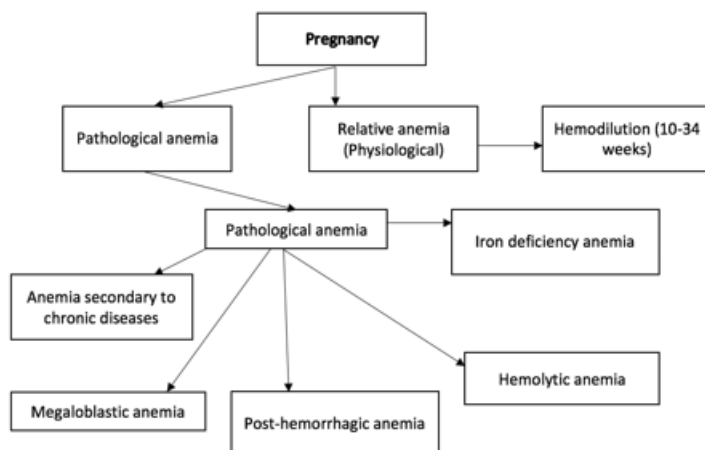 Pregnancy
Pathological anemia
Relative anemia
(Physiological)
Hemodilution (10-34
weeks)
Pathological anemia
Iron deficiency anemia
Anemia secondary to
chronic diseases
Hemolytic anemia
Megaloblastic anemia
Post-hemorrhagic anemia